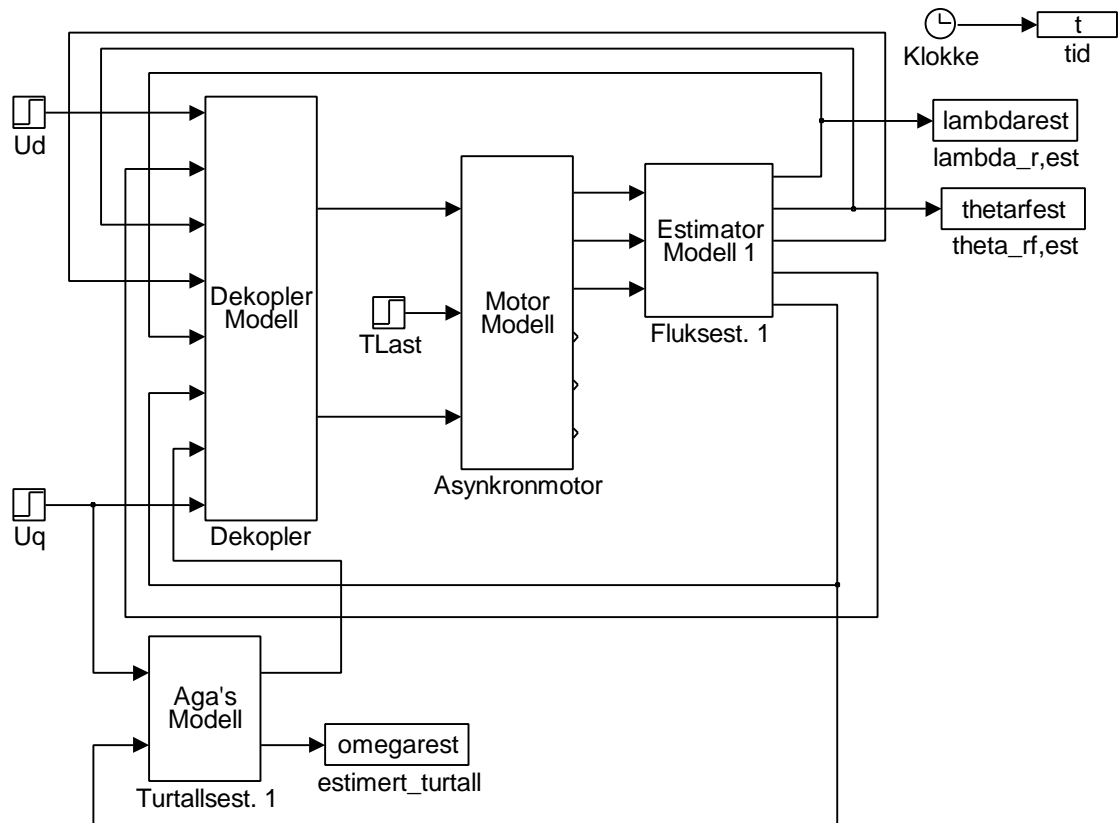 t
Klokke
tid
Ud
lambdarest
lambda_r,est
thetarfest
theta_rf,est
Estimator
Modell 1
Fluksest. 1
Dekopler
Modell
Motor
Modell
TLast
Asynkronmotor
Uq
Dekopler
Aga's
Modell
omegarest
estimert_turtall
Turtallsest. 1